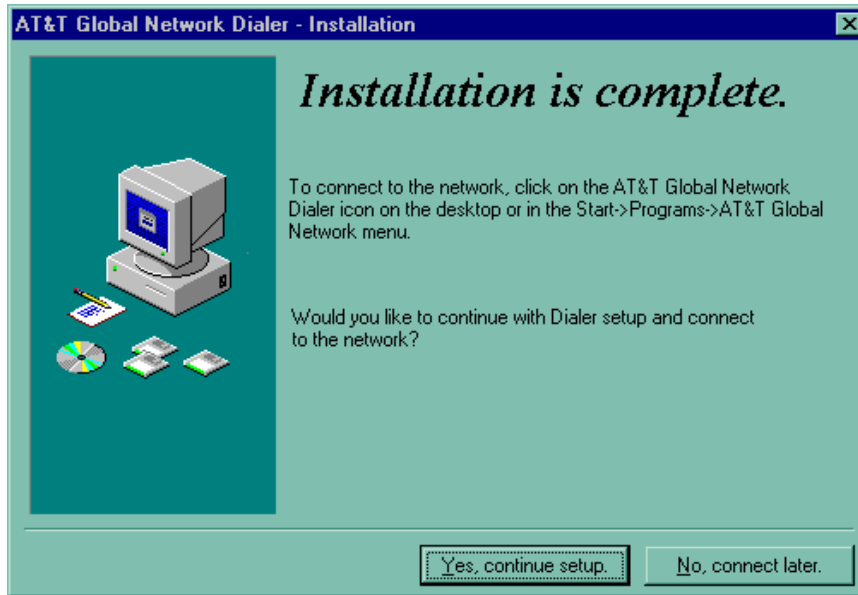 AT&T Global Network Dialer - Installation
Installation is complete.
To connect to the network, click on the AT&T Global Network
Dialer icon on the desktop or in the Start->Programs->AT&T Global
Network menu.
Would you like to continue with Dialer setup and connect
to the network?
Yes, continue setup.
No, connect later.